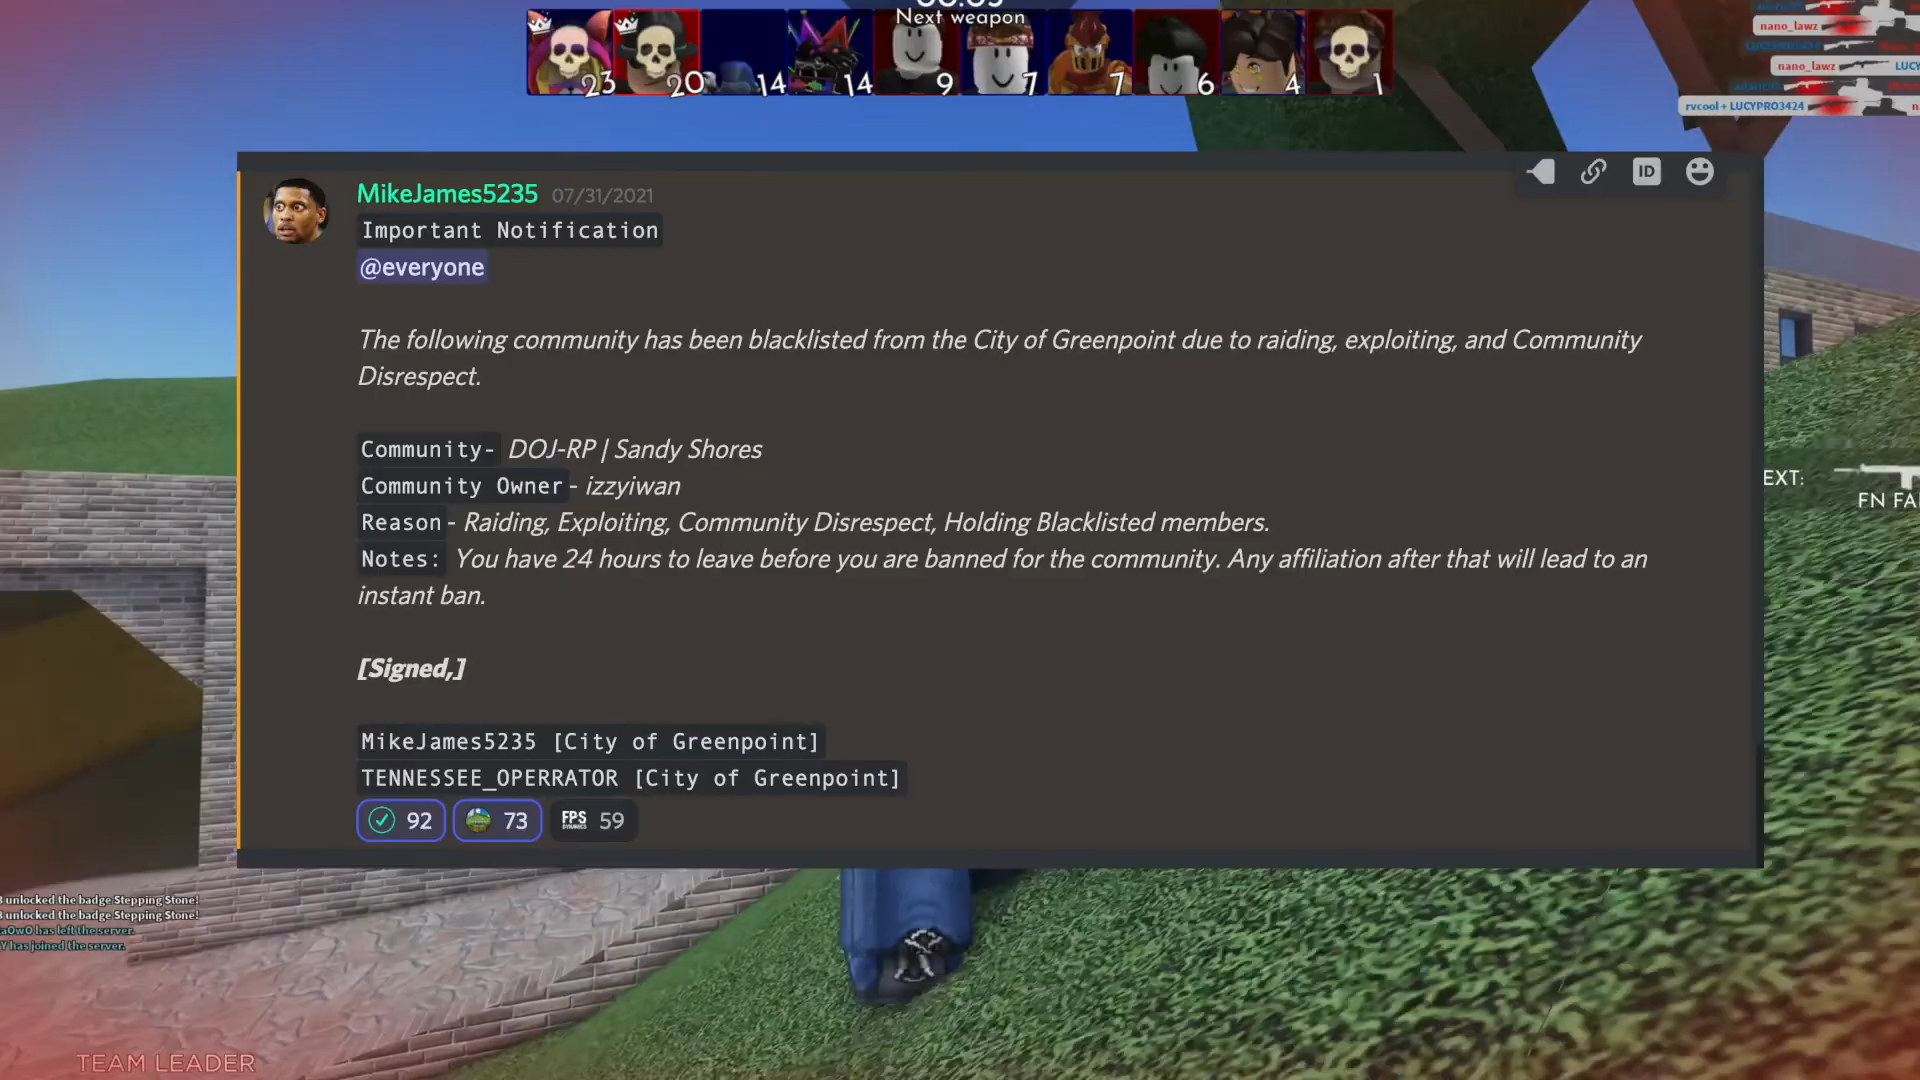 Next weapon
23 20 14 14 9 7 7 6 4 1
nano_lawz
nano_lawz LUCY
rvcool + LUCYPRO3424
MikeJames5235 07/31/2021
ID
Important Notification
@everyone
The following community has been blacklisted from the City of Greenpoint due to raiding, exploiting, and Community
Disrespect.
Community- DOJ-RP | Sandy Shores
Community Owner - izzyiwan
Reason - Raiding, Exploiting, Community Disrespect, Holding Blacklisted members.
Notes: You have 24 hours to leave before you are banned for the community. Any affiliation after that will lead to an
instant ban.
[Signed,]
MikeJames5235 [City of Greenpoint]
TENNESSEE_OPERRATOR [City of Greenpoint]
92 73 FPS 59
EXT:
FN FA
unlocked the badge Stepping Stone!
unlocked the badge Stepping Stone!
aOwO has left the server.
Y has joined the server.
TEAM LEADER